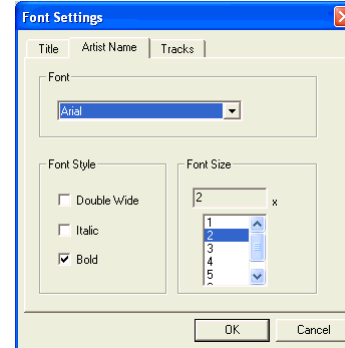 Font Settings
Title Artist Name Tracks
Font
Arial
Font Style
Font Size
Double Wide
Italic
Bold
2 x
1
2
3
4
5
OK Cancel